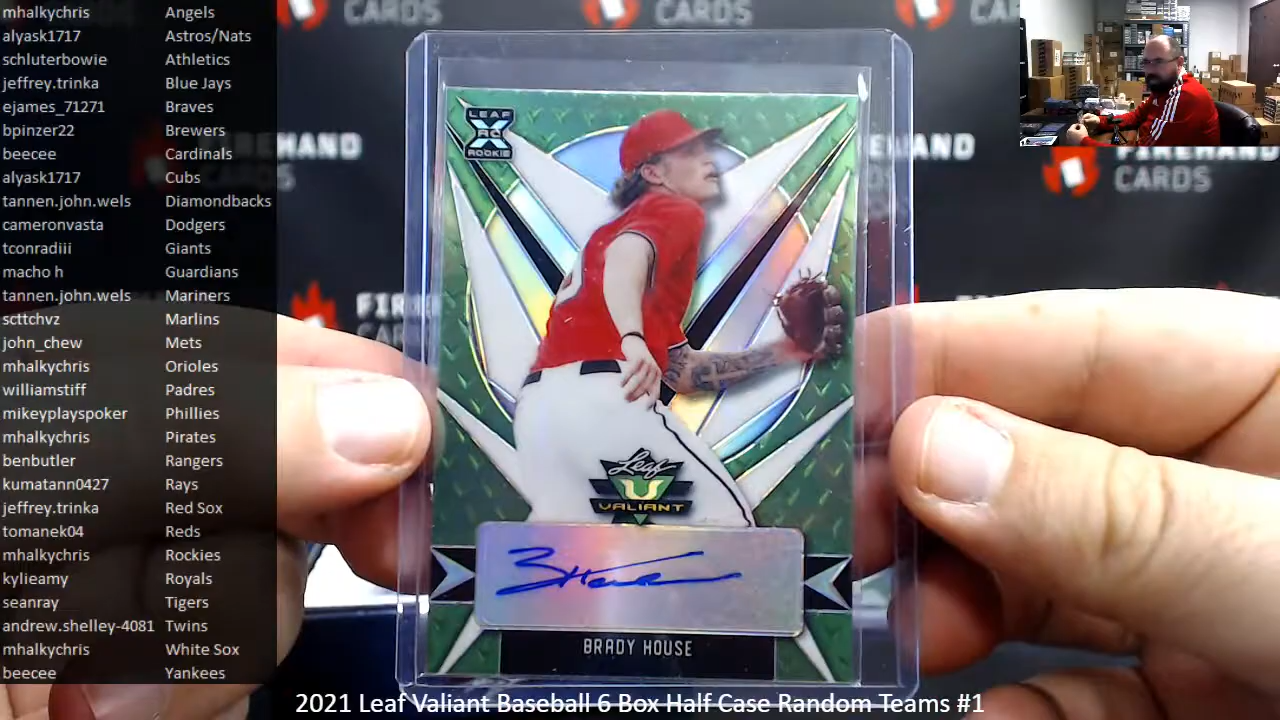 mhalkychris Angels
alyask1717 Astros/Nats
schluterbowie Athletics
jeffrey.trinka Blue Jays
ejames_71271 Braves
bpinzer22 Brewers
beecee Cardinals
alyask1717 Cubs
tannen.john.wels Diamondbacks
cameronvasta Dodgers
tconradiii Giants
macho h Guardians
tannen.john.wels Mariners
scttchvz Marlins
john_chew Mets
mhalkychris Orioles
williamstiff Padres
mikeyplayspoker Phillies
mhalkychris Pirates
benbutler Rangers
kumatann0427 Rays
jeffrey.trinka Red Sox
tomanek04 Reds
mhalkychris Rockies
kylieamy Royals
seanray Tigers
andrew.shelley-4081 Twins
mhalkychris White Sox
beecee Yankees
CARDS
CARDS
FIREHAND
CARDS
LEAF
X
RC
ROOKIE
Leaf
V
VALIANT
B House
BRADY HOUSE
2021 Leaf Valiant Baseball 6 Box Half Case Random Teams #1